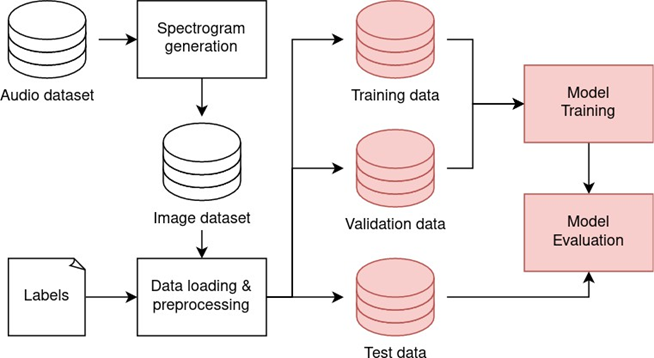 Audio dataset
Spectrogram
generation
Image dataset
Labels
Data loading &
preprocessing
Training data
Validation data
Test data
Model
Training
Model
Evaluation